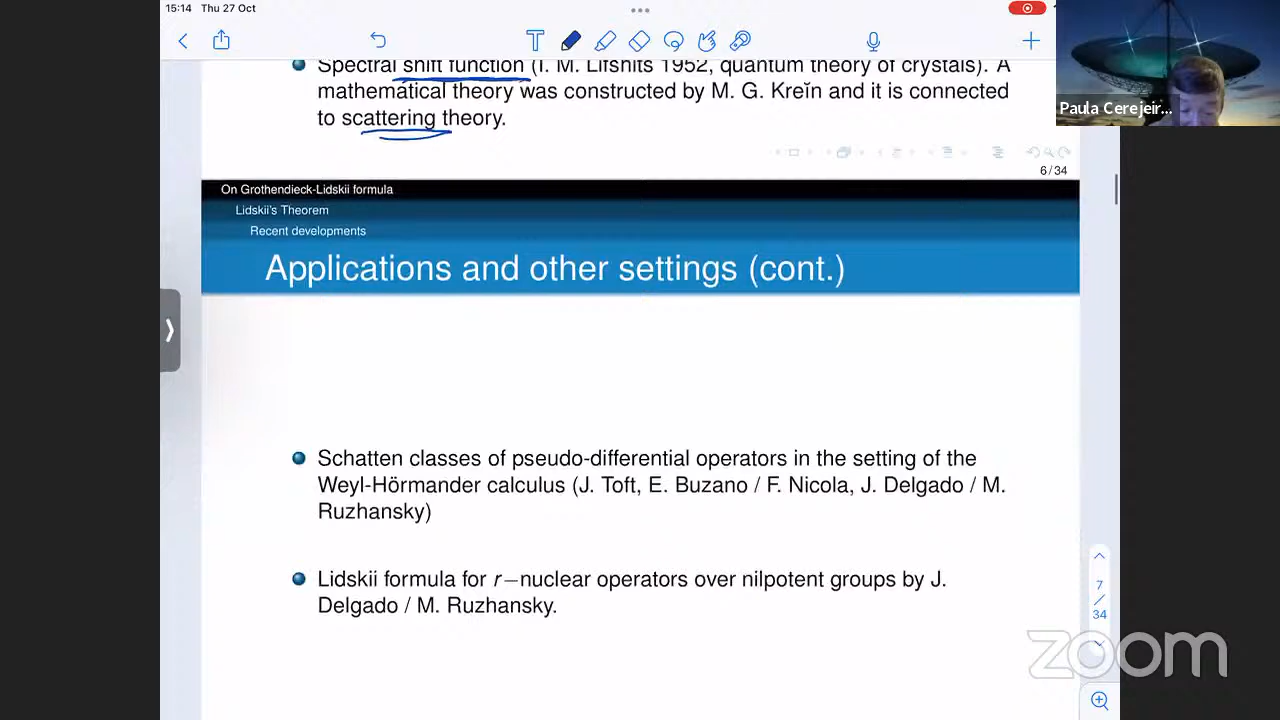 15:14 Thu 27 Oct
Paula Cerejeir...
Spectral shift function (I. M. Lifshits 1952, quantum theory of crystals). A
mathematical theory was constructed by M. G. Kreĭn and it is connected
to scattering theory.
6/34
On Grothendieck-Lidskii formula
Lidskii's Theorem
Recent developments
Applications and other settings (cont.)
Schatten classes of pseudo-differential operators in the setting of the
Weyl-Hörmander calculus (J. Toft, E. Buzano / F. Nicola, J. Delgado / M.
Ruzhansky)
Lidskii formula for r−nuclear operators over nilpotent groups by J.
Delgado / M. Ruzhansky.
7
/
34
zoom